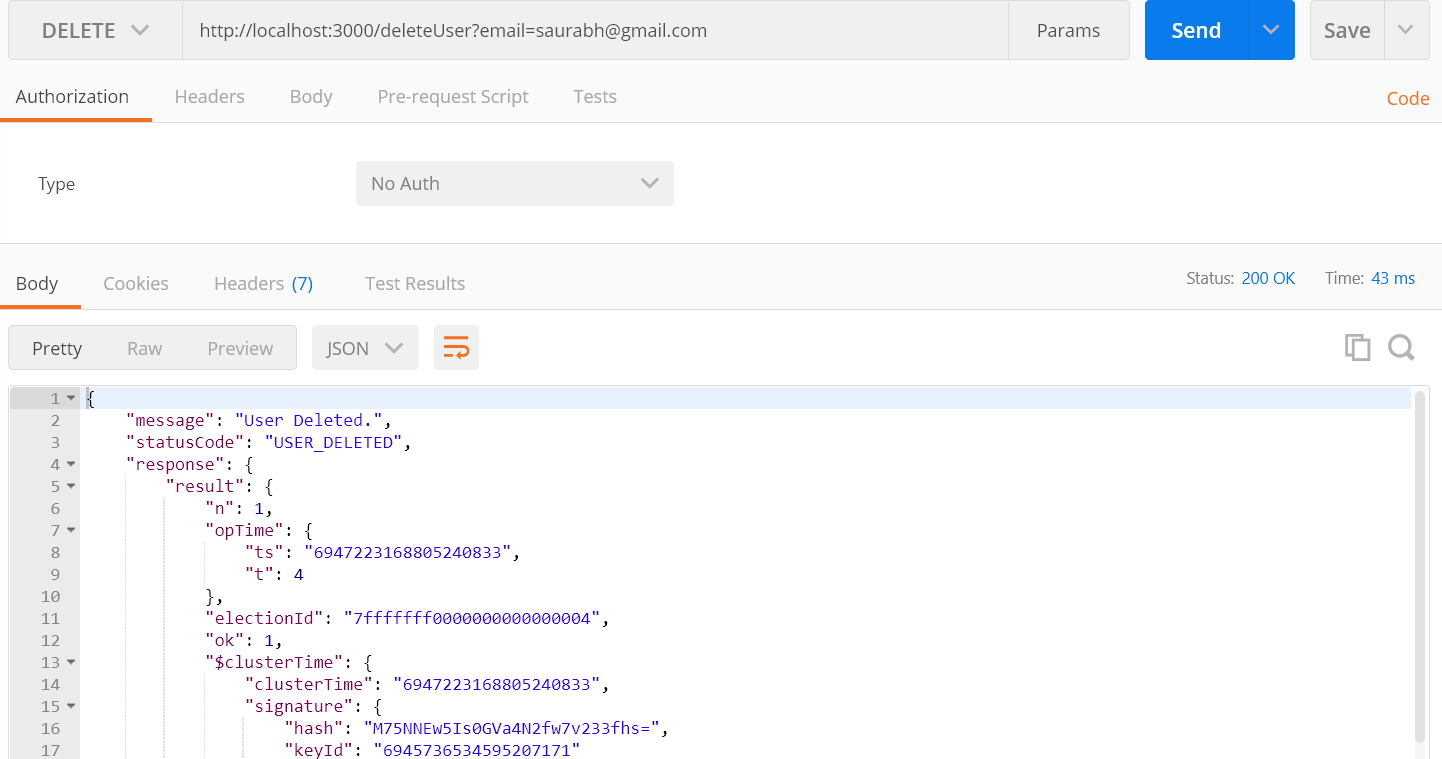 DELETE http://localhost:3000/deleteUser?email=saurabh@gmail.com Params Send Save
Authorization Headers Body Pre-request Script Tests Code
Type No Auth
Body Cookies Headers (7) Test Results Status: 200 OK Time: 43 ms
Pretty Raw Preview JSON
1 {
2 "message": "User Deleted.",
3 "statusCode": "USER_DELETED",
4 "response": {
5 "result": {
6 "n": 1,
7 "opTime": {
8 "ts": "6947223168805240833",
9 "t": 4
10 },
11 "electionId": "7fffffff0000000000000004",
12 "ok": 1,
13 "$clusterTime": {
14 "clusterTime": "6947223168805240833",
15 "signature": {
16 "hash": "M75NNEw5Is0GVa4N2fw7v233fhs=",
17 "keyId": "6945736534595207171"